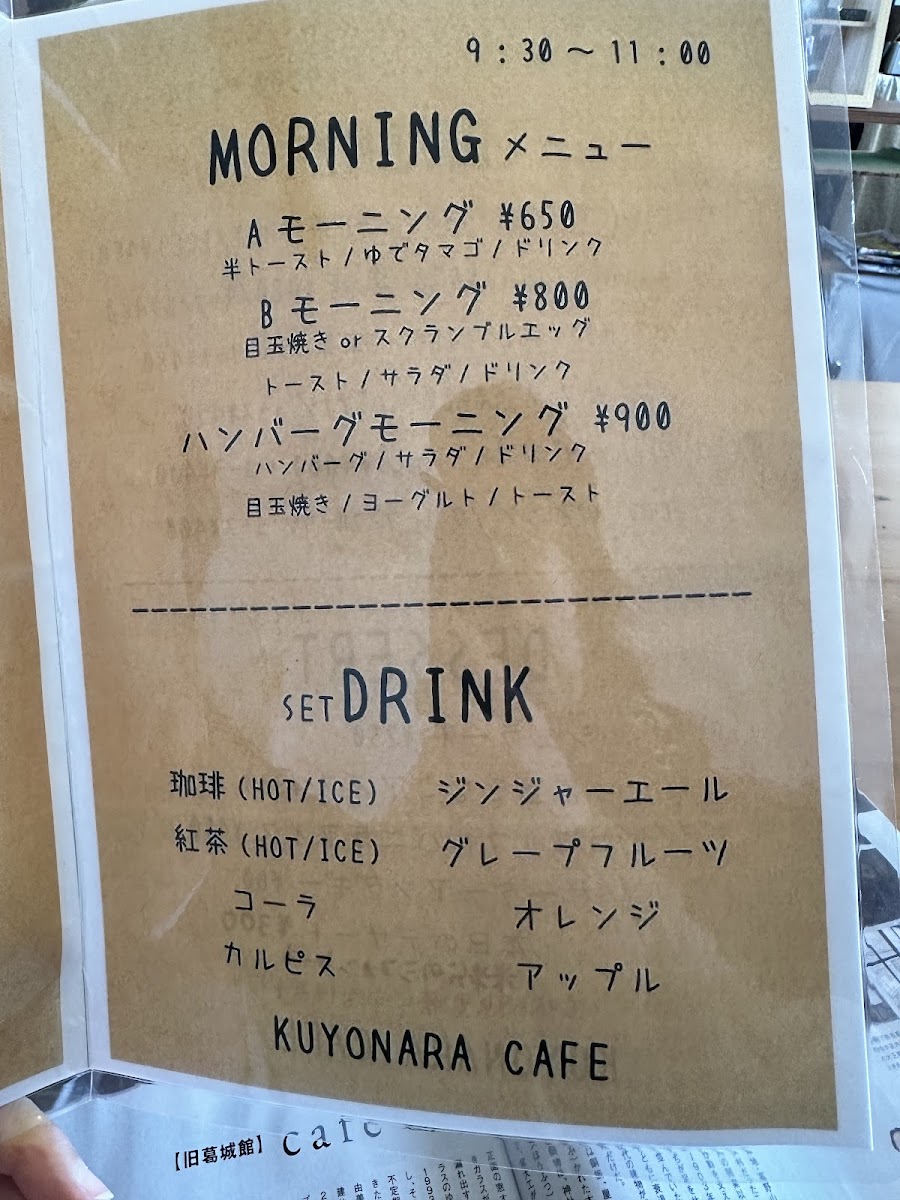 9:30～11:00
MORNING メニュー
A モーニング ¥650
半トースト/ゆでタマゴ/ドリンク
B モーニング ¥800
目玉焼き or スクランブルエッグ
トースト/サラダ/ドリンク
ハンバーグモーニング ¥900
ハンバーグ/サラダ/ドリンク
目玉焼き/ヨーグルト/トースト
SET DRINK
珈琲(HOT/ICE) ジンジャーエール
紅茶(HOT/ICE) グレープフルーツ
コーラ オレンジ
カルピス アップル
KUYONARA CAFE
【旧葛城館】 cafe